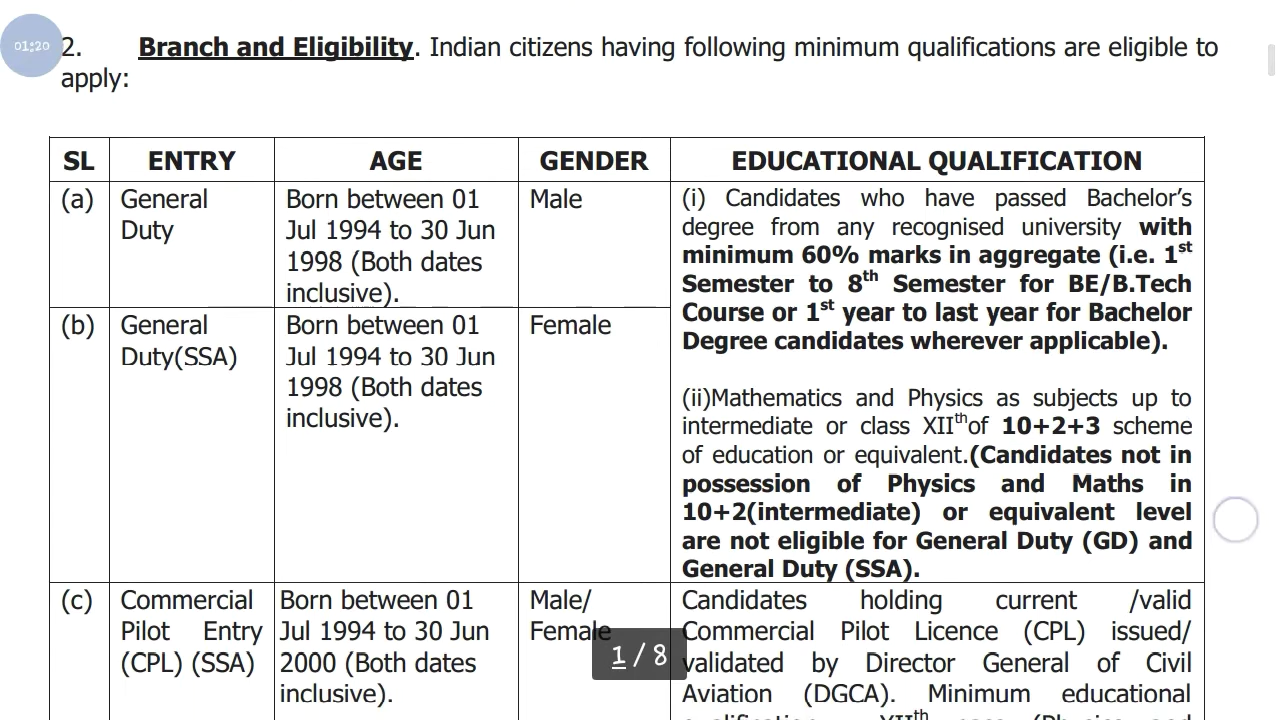 01:20
2. Branch and Eligibility. Indian citizens having following minimum qualifications are eligible to
apply:
SL ENTRY AGE GENDER EDUCATIONAL QUALIFICATION
(a) General
Duty
Born between 01
Jul 1994 to 30 Jun
1998 (Both dates
inclusive).
Male
(i) Candidates who have passed Bachelor’s
degree from any recognised university with
minimum 60% marks in aggregate (i.e. 1st
Semester to 8th Semester for BE/B.Tech
Course or 1st year to last year for Bachelor
Degree candidates wherever applicable).
(ii)Mathematics and Physics as subjects up to
intermediate or class XIIth of 10+2+3 scheme
of education or equivalent.(Candidates not in
possession of Physics and Maths in
10+2(intermediate) or equivalent level
are not eligible for General Duty (GD) and
General Duty (SSA).
(b) General
Duty(SSA)
Born between 01
Jul 1994 to 30 Jun
1998 (Both dates
inclusive).
Female
(c) Commercial
Pilot Entry
(CPL) (SSA)
Born between 01
Jul 1994 to 30 Jun
2000 (Both dates
inclusive).
Male/
Female
Candidates holding current /valid
Commercial Pilot Licence (CPL) issued/
validated by Director General of Civil
Aviation (DGCA). Minimum educational
1 / 8